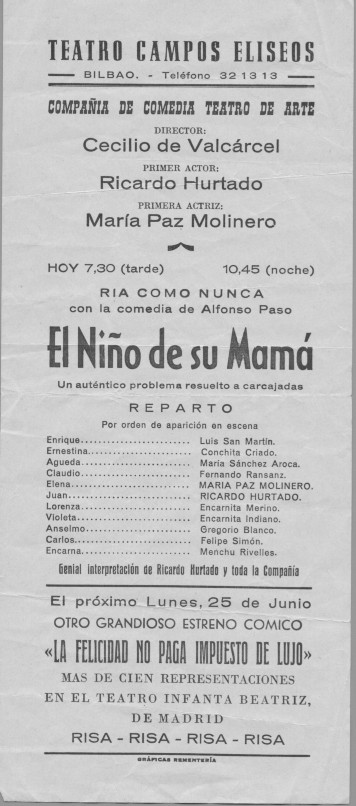 TEATRO CAMPOS ELISEOS
BILBAO. - Teléfono 32 13 13
COMPAÑIA DE COMEDIA TEATRO DE ARTE
DIRECTOR:
Cecilio de Valcárcel
PRIMER ACTOR:
Ricardo Hurtado
PRIMERA ACTRIZ:
María Paz Molinero
HOY 7,30 (tarde) 10,45 (noche)
RIA COMO NUNCA
con la comedia de Alfonso Paso
El Niño de su Mamá
Un auténtico problema resuelto a carcajadas
REPARTO
Por orden de aparición en escena
Enrique........................ Luis San Martín.
Ernestina........................ Conchita Criado.
Agueda........................ María Sánchez Aroca.
Claudio........................ Fernando Ransanz.
Elena........................ MARIA PAZ MOLINERO.
Juan........................ RICARDO HURTADO.
Lorenza........................ Encarnita Merino.
Violeta........................ Encarnita Indiano.
Anselmo........................ Gregorio Blanco.
Carlos........................ Felipe Simón.
Encarna........................ Menchu Rivelles.
Genial interpretación de Ricardo Hurtado y toda la Compañía
El próximo Lunes, 25 de Junio
OTRO GRANDIOSO ESTRENO COMICO
«LA FELICIDAD NO PAGA IMPUESTO DE LUJO»
MAS DE CIEN REPRESENTACIONES
EN EL TEATRO INFANTA BEATRIZ,
DE MADRID
RISA - RISA - RISA - RISA
GRÁFICAS REMENTERÍA